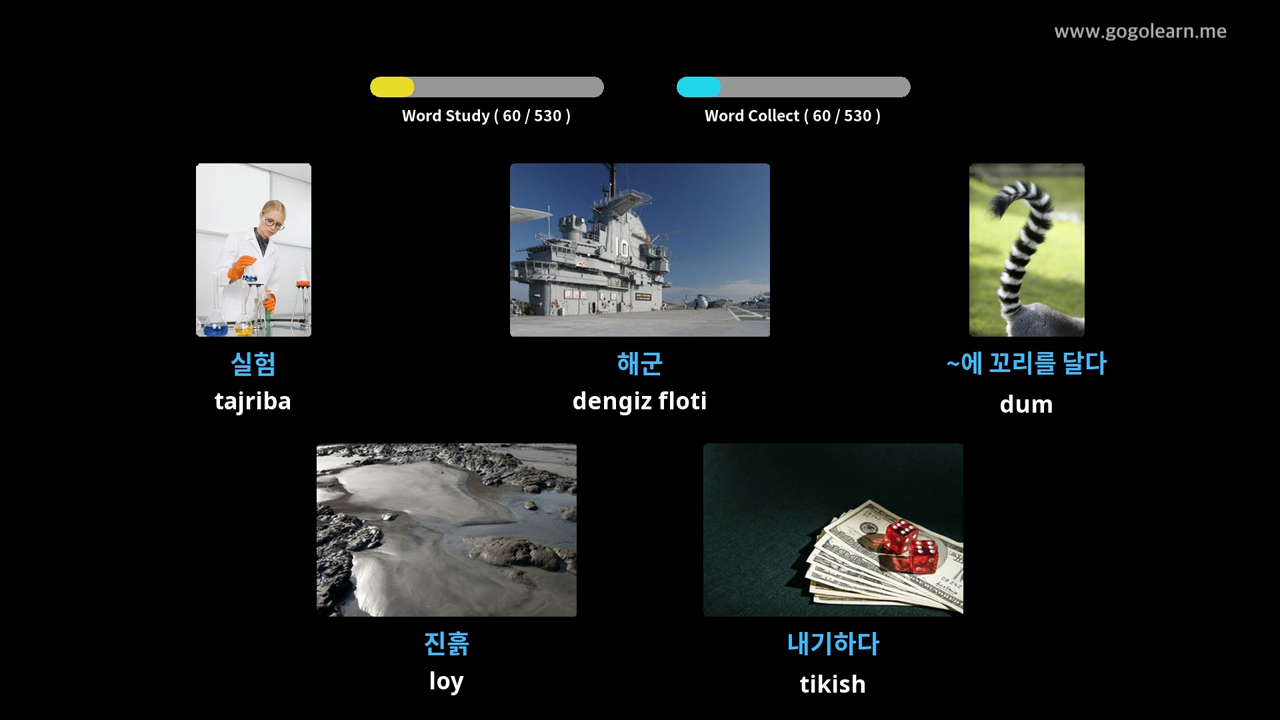 www.gogolearn.me
Word Study ( 60 / 530 )
Word Collect ( 60 / 530 )
실험
tajriba
해군
dengiz floti
~에 꼬리를 달다
dum
진흙
loy
내기하다
tikish
10